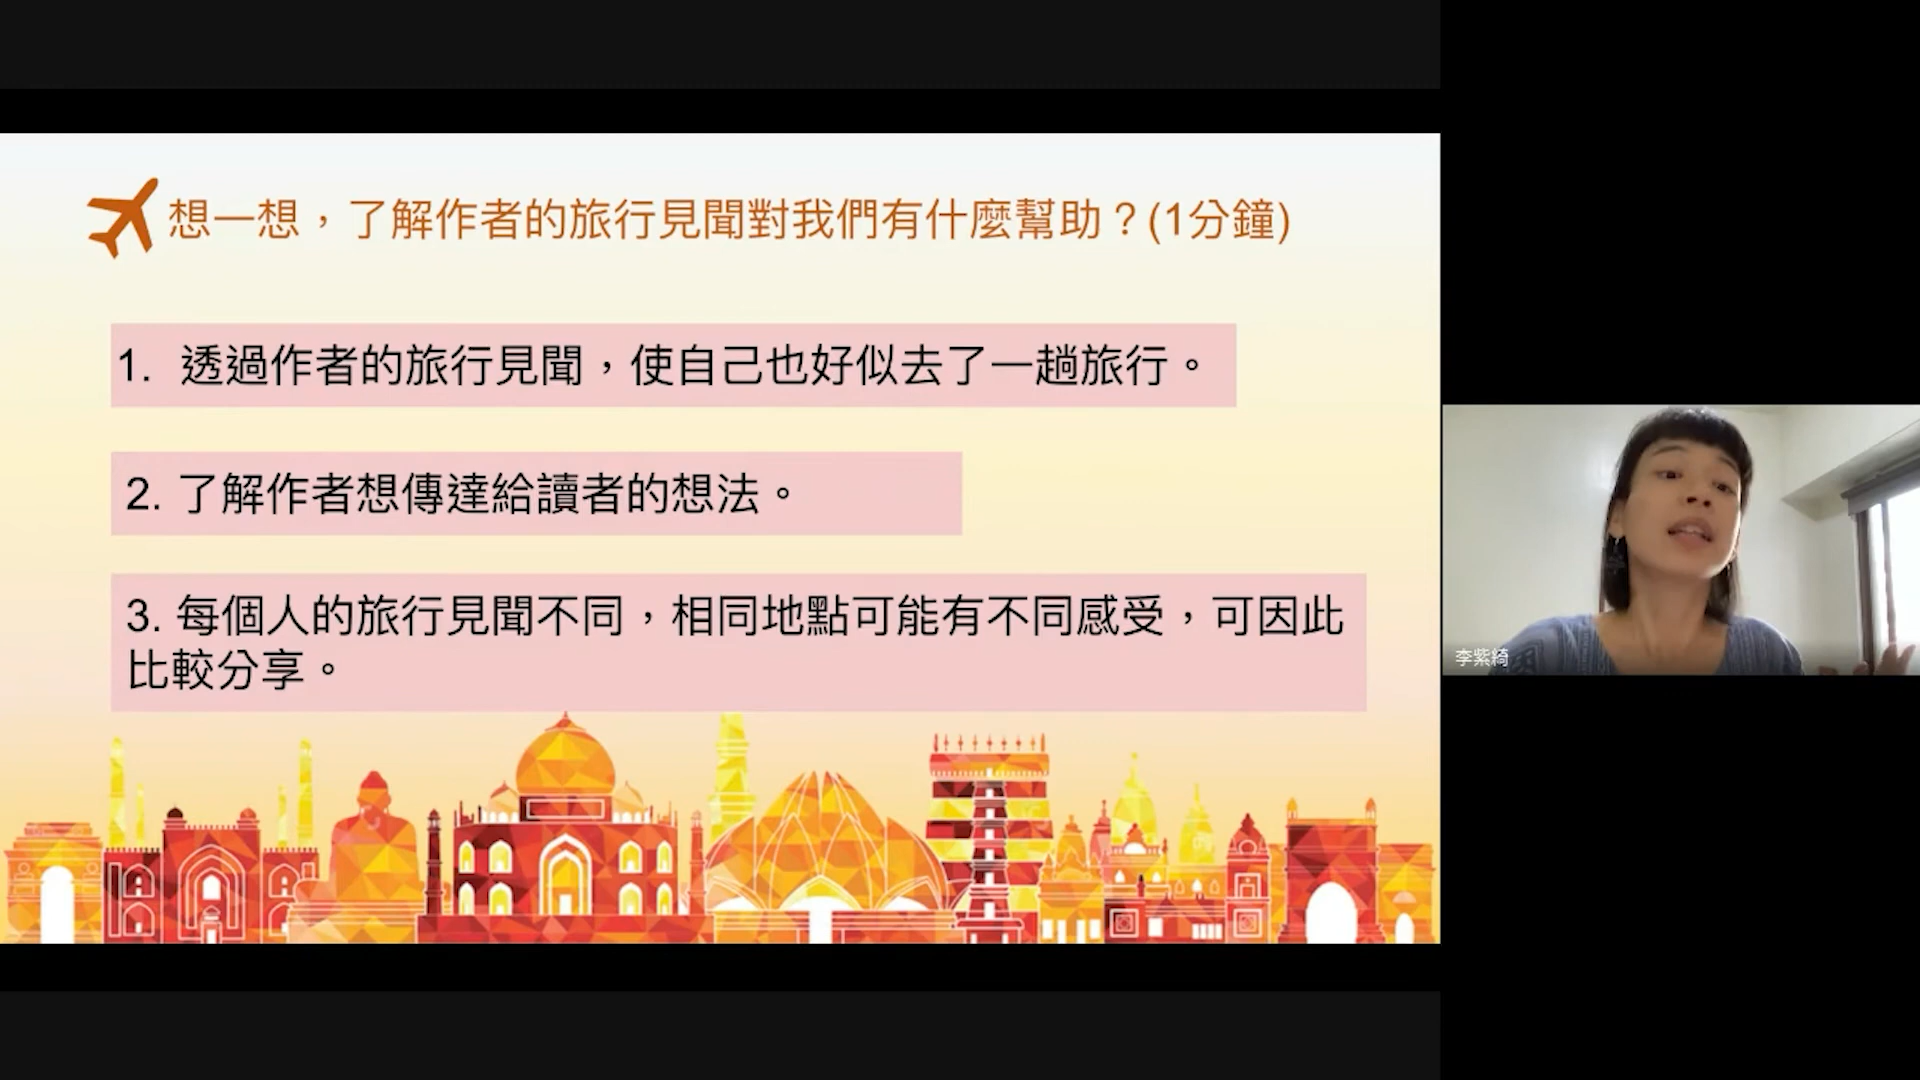 想一想，了解作者的旅行見聞對我們有什麼幫助？(1分鐘)
1. 透過作者的旅行見聞，使自己也好似去了一趟旅行。
2. 了解作者想傳達給讀者的想法。
3. 每個人的旅行見聞不同，相同地點可能有不同感受，可因此
比較分享。
李紫綺